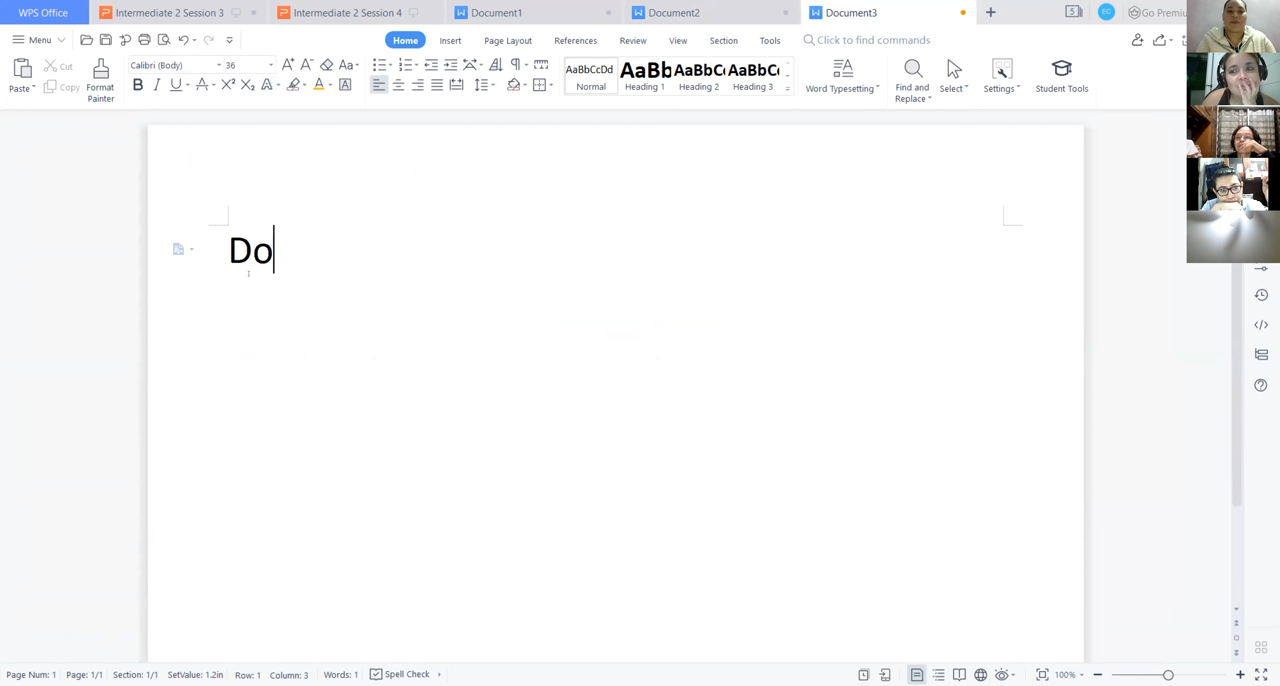 WPS Office Intermediate 2 Session 3 Intermediate 2 Session 4 Document1 Document2 Document3 5 EC Go Premiu
Menu Home Insert Page Layout References Review View Section Tools Click to find commands
Paste Cut Copy Format Painter Calibri (Body) 36 AaBbCcDd Normal AaBb Heading 1 AaBbC Heading 2 AaBbC Heading 3 Word Typesetting Find and Replace Select Settings Student Tools
Do
Page Num: 1 Page: 1/1 Section: 1/1 SetValue: 1.2in Row: 1 Column: 3 Words: 1 Spell Check 100%